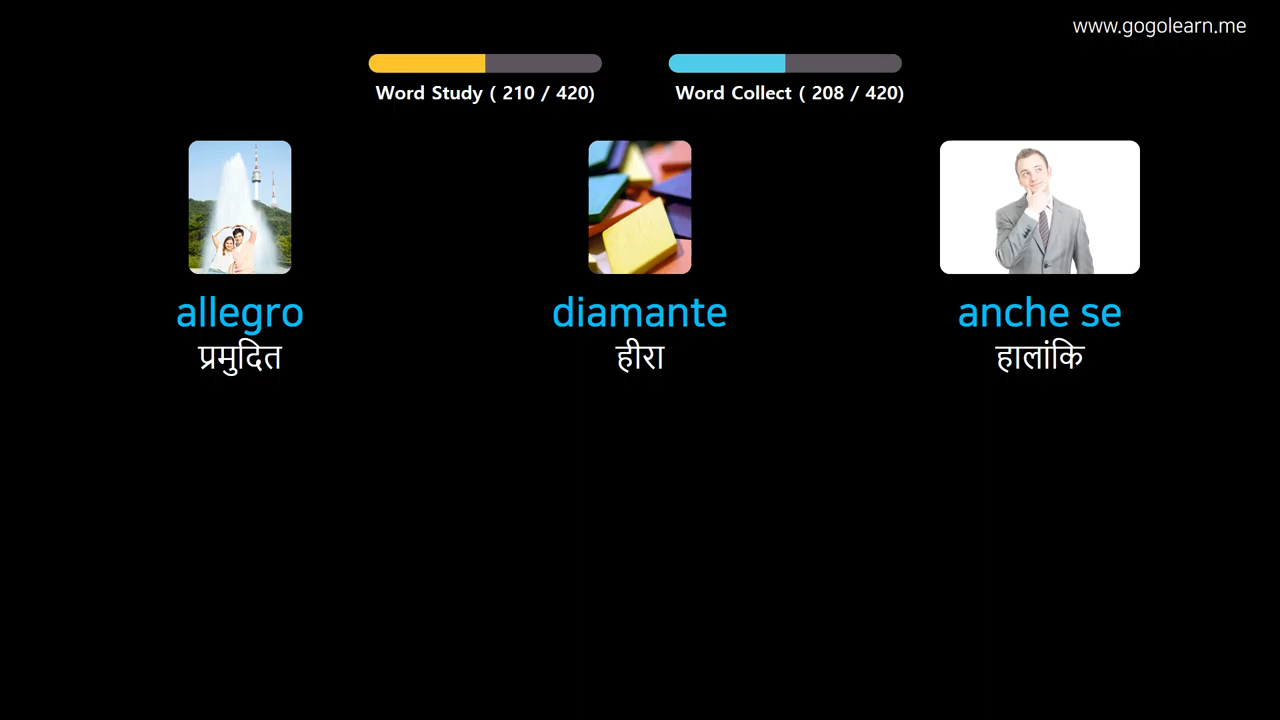 www.gogolearn.me
Word Study ( 210 / 420)
Word Collect ( 208 / 420)
allegro
diamante
anche se
प्रमुदित
हीरा
हालांकि